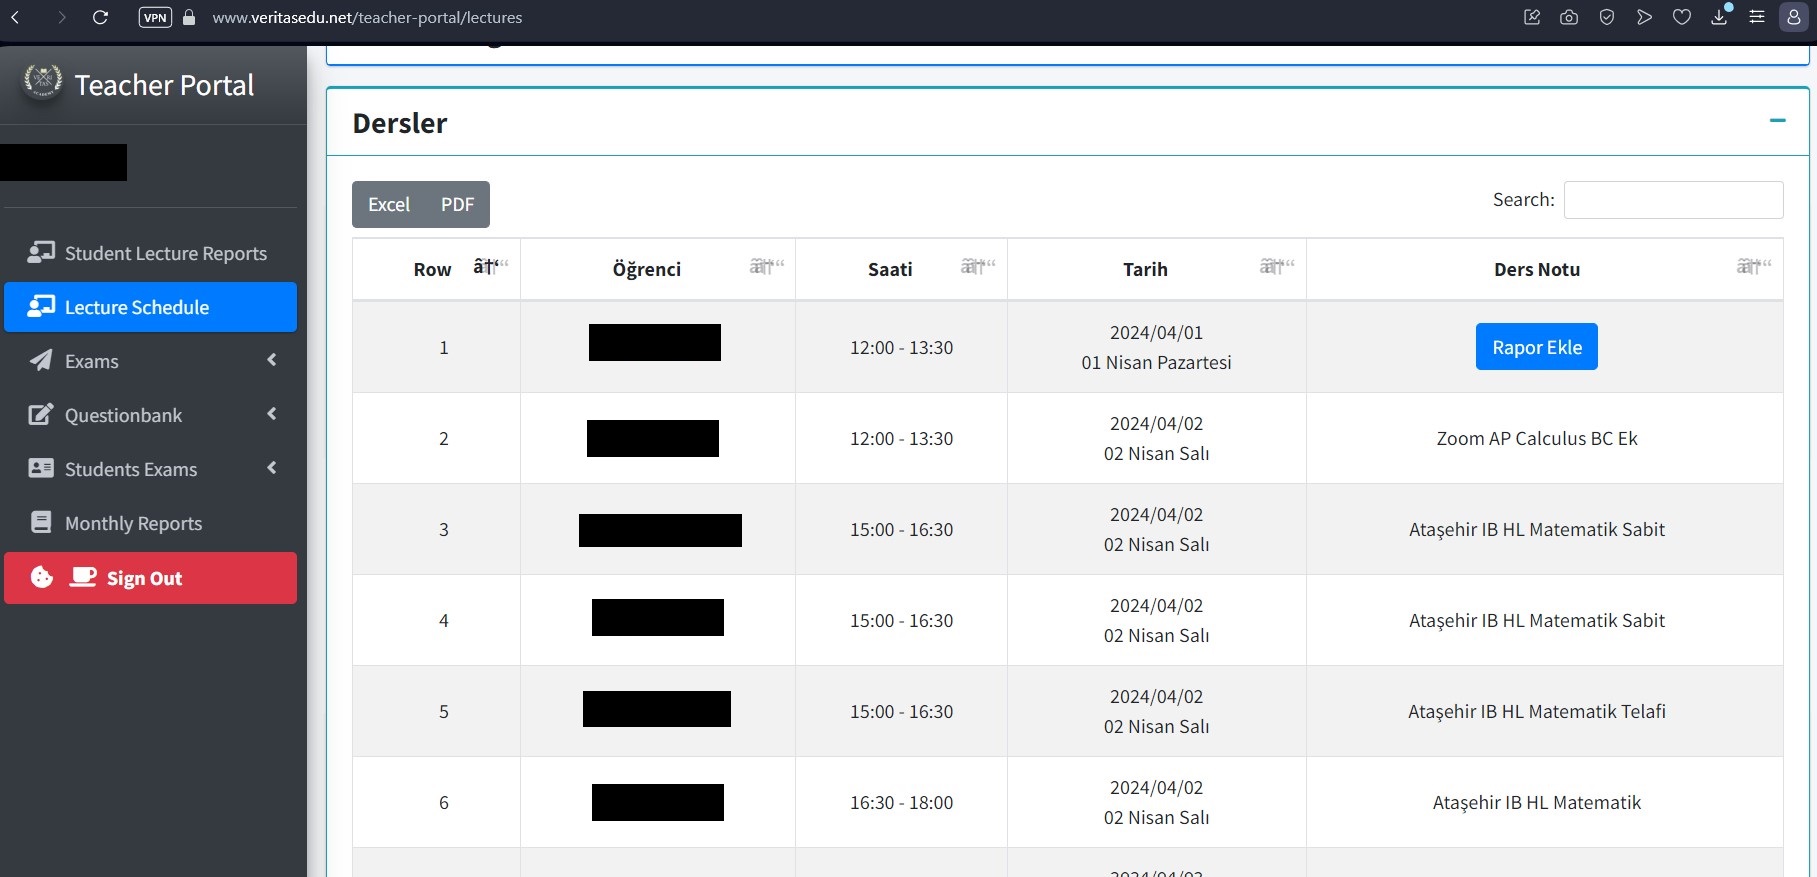 VPN
www.veritasedu.net/teacher-portal/lectures
Teacher Portal
Student Lecture Reports
Lecture Schedule
Exams
Questionbank
Students Exams
Monthly Reports
Sign Out
Dersler
Excel PDF
Search:
Row Öğrenci Saati Tarih Ders Notu
1 12:00 - 13:30 2024/04/01 Rapor Ekle
01 Nisan Pazartesi
2 12:00 - 13:30 2024/04/02 Zoom AP Calculus BC Ek
02 Nisan Salı
3 15:00 - 16:30 2024/04/02 Ataşehir IB HL Matematik Sabit
02 Nisan Salı
4 15:00 - 16:30 2024/04/02 Ataşehir IB HL Matematik Sabit
02 Nisan Salı
5 15:00 - 16:30 2024/04/02 Ataşehir IB HL Matematik Telafi
02 Nisan Salı
6 16:30 - 18:00 2024/04/02 Ataşehir IB HL Matematik
02 Nisan Salı